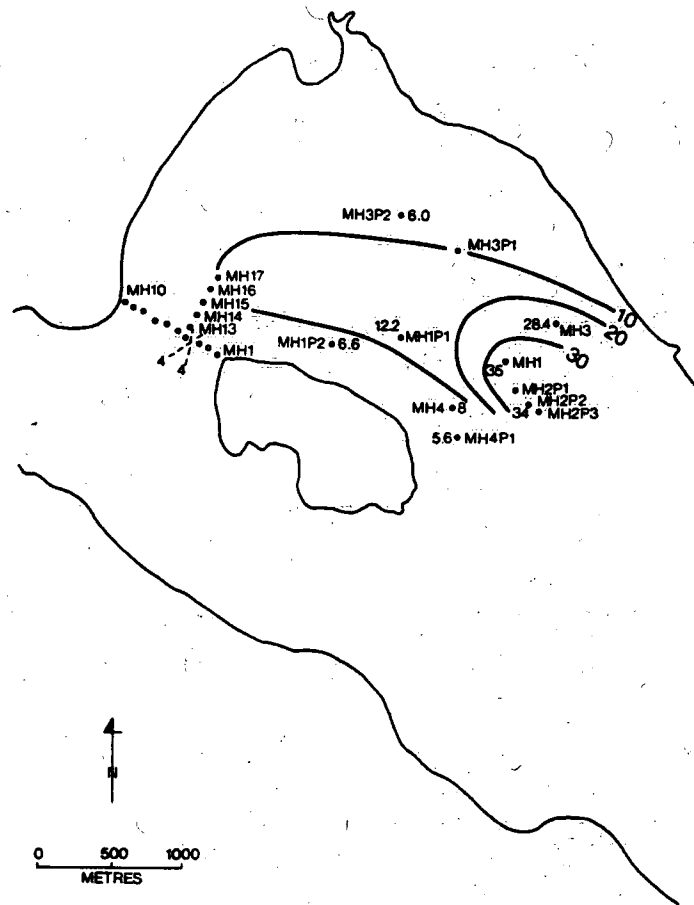 MH3P2 6.0
MH3P1
MH17
MH10
MH16
MH15
MH14
MH13
MH1
4
4
10
20
30
12.2 MH1P1
MH1P2 6.6
28.4 MH3
35 MH1
MH2P1
MH2P2
34 MH2P3
MH4 8
5.6 MH4P1
N
0 500 1000
METRES